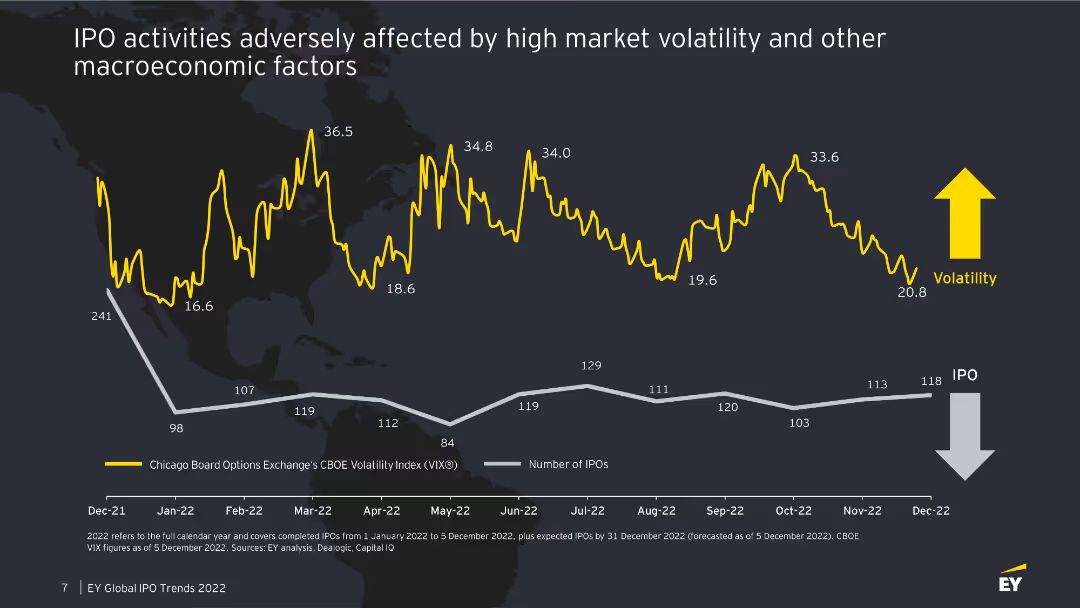 IPO activities adversely affected by high market volatility and other
macroeconomic factors
36.5
34.8
34.0
33.6
16.6
18.6
19.6
20.8
Volatility
241
98
107
119
112
84
119
129
111
120
103
113
118
IPO
Chicago Board Options Exchange's CBOE Volatility Index (VIX®)
Number of IPOs
Dec-21 Jan-22 Feb-22 Mar-22 Apr-22 May-22 Jun-22 Jul-22 Aug-22 Sep-22 Oct-22 Nov-22 Dec-22
2022 refers to the full calendar year and covers completed IPOs from 1 January 2022 to 5 December 2022, plus expected IPOs by 31 December 2022 (forecasted as of 5 December 2022). CBOE
VIX figures as of 5 December 2022. Sources: EY analysis, Dealogic, Capital IQ
7 | EY Global IPO Trends 2022
EY